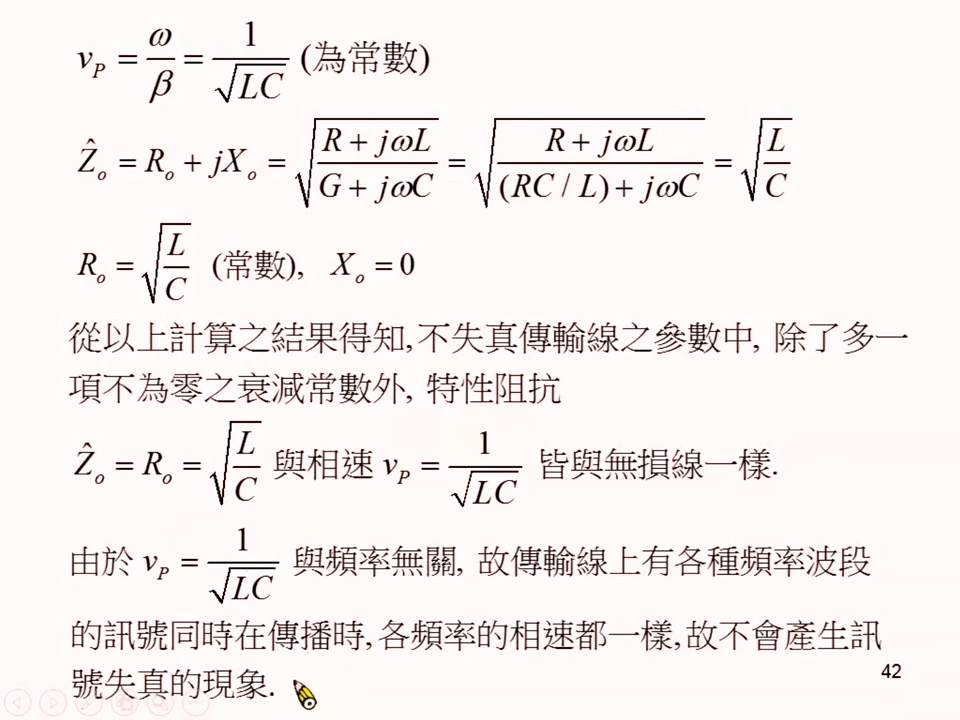 v_P = ω/β = 1/√(LC) (為常數)
Ẑ_o = R_o + jX_o = √((R + jωL)/(G + jωC)) = √((R + jωL)/((RC / L) + jωC)) = √(L/C)
R_o = √(L/C) (常數), X_o = 0
從以上計算之結果得知,不失真傳輸線之參數中, 除了多一
項不為零之衰減常數外, 特性阻抗
Ẑ_o = R_o = √(L/C) 與相速 v_P = 1/√(LC) 皆與無損線一樣.
由於 v_P = 1/√(LC) 與頻率無關, 故傳輸線上有各種頻率波段
的訊號同時在傳播時,各頻率的相速都一樣,故不會產生訊
號失真的現象.
42